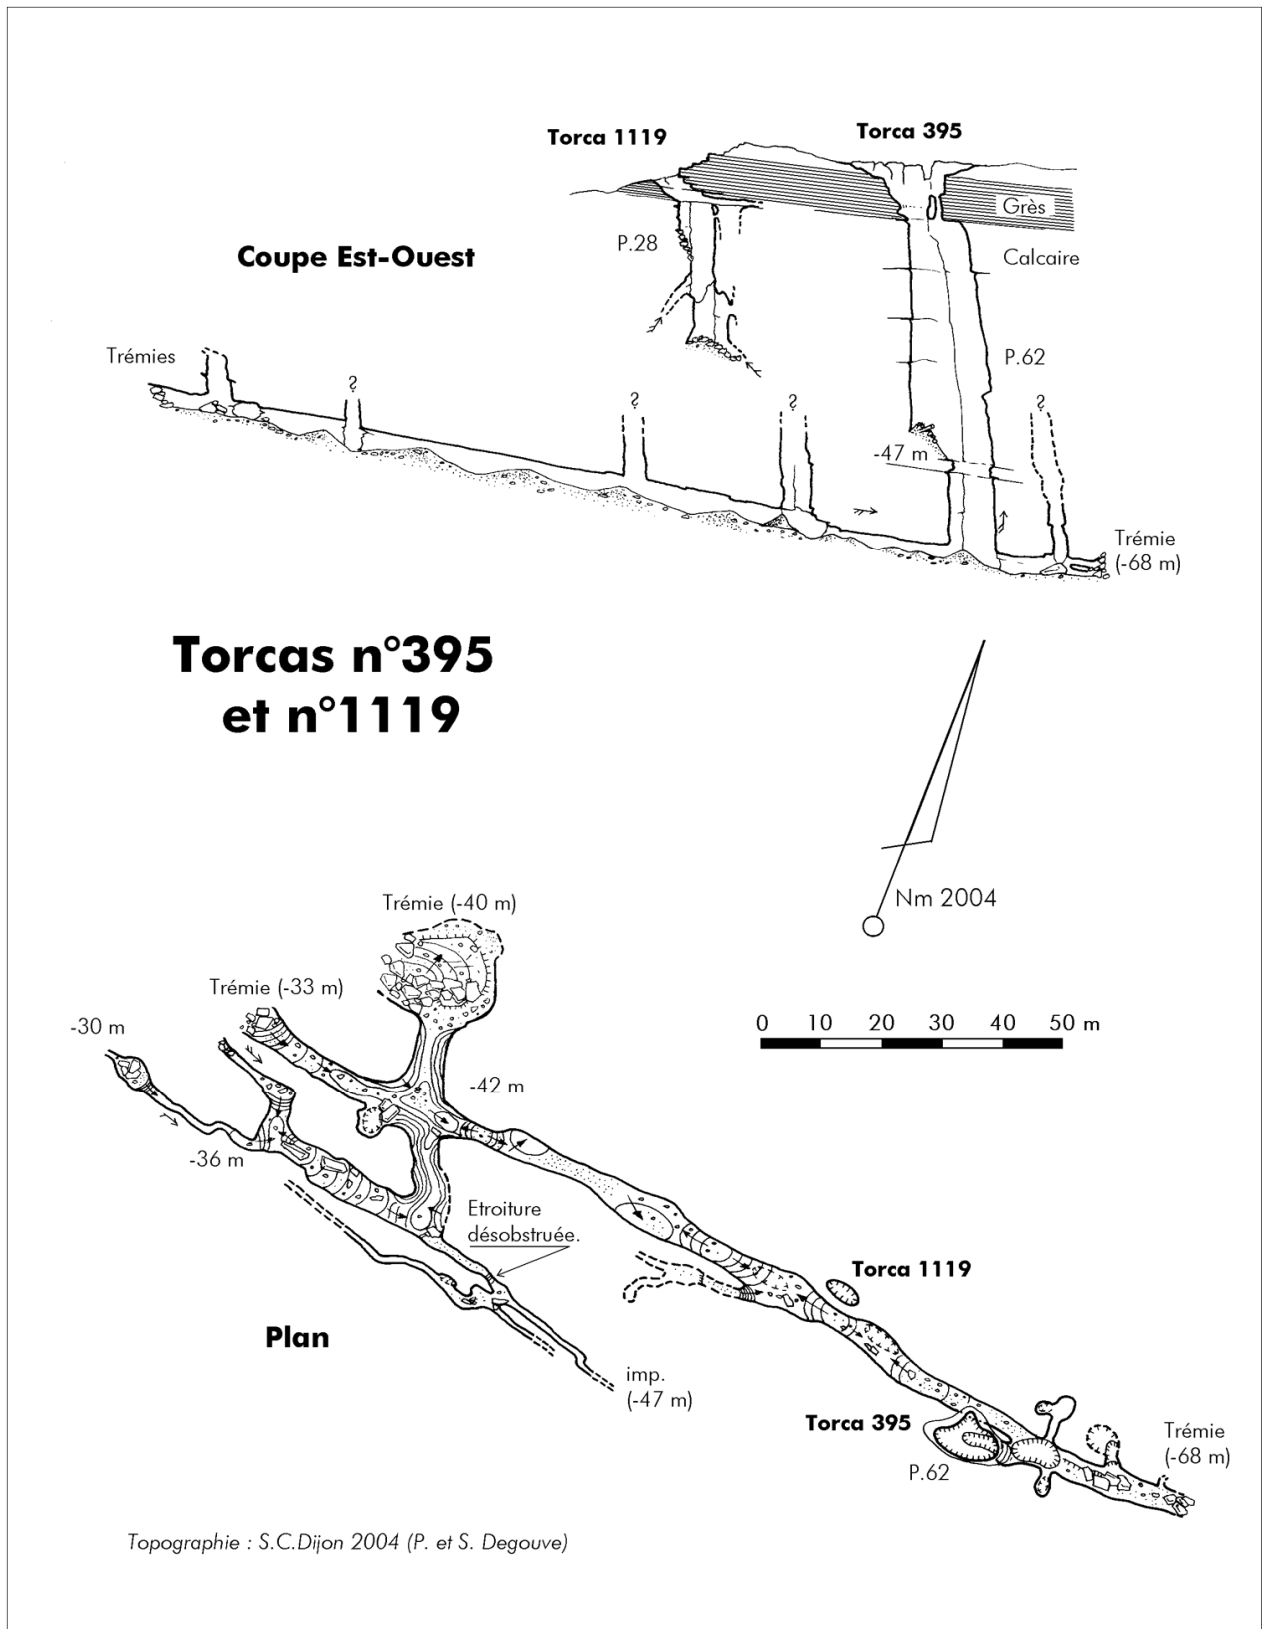 Torca 1119
Torca 395
Grès
P.28
Coupe Est-Ouest
Calcaire
Trémies
P.62
?
?
?
?
-47 m
Trémie
(-68 m)
Torcas n°395
et n°1119
Nm 2004
Trémie (-40 m)
Trémie (-33 m)
-30 m
0 10 20 30 40 50 m
-42 m
-36 m
Etroiture
désobstruée.
Torca 1119
Plan
imp.
(-47 m)
Torca 395
Trémie
(-68 m)
P.62
Topographie : S.C.Dijon 2004 (P. et S. Degouve)